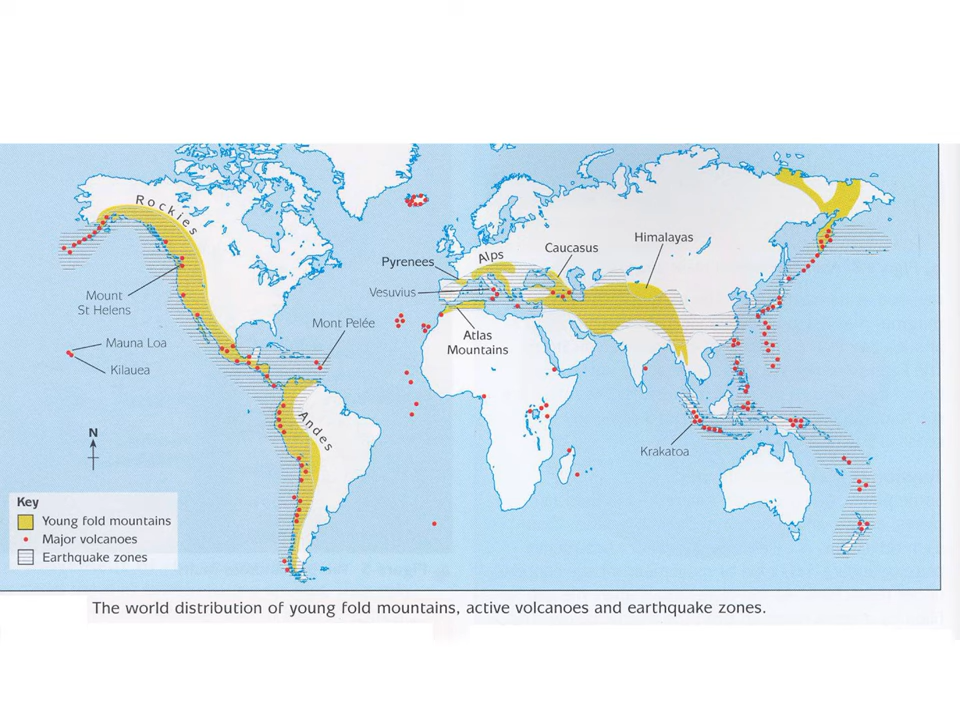 Rockies
Pyrenees
Alps
Caucasus
Himalayas
Vesuvius
Mount
St Helens
Mont Pelée
Atlas
Mountains
Mauna Loa
Kilauea
Andes
N
Krakatoa
Key
Young fold mountains
Major volcanoes
Earthquake zones
The world distribution of young fold mountains, active volcanoes and earthquake zones.